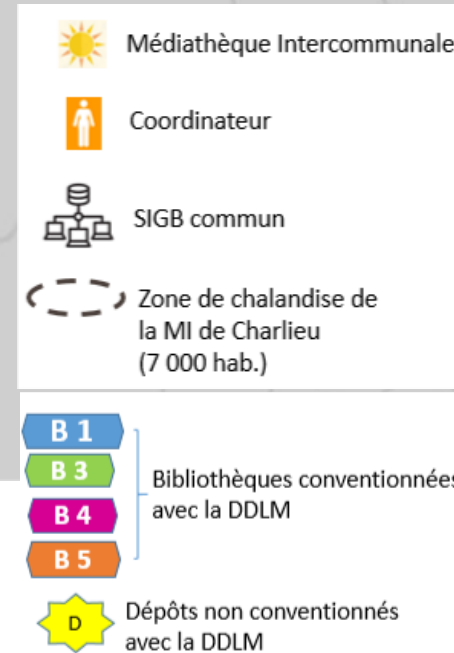 Médiathèque Intercommunale
Coordinateur
SIGB commun
Zone de chalandise de
la MI de Charlieu
(7 000 hab.)
B 1
B 3
B 4
B 5
Bibliothèques conventionnées
avec la DDLM
D
Dépôts non conventionnés
avec la DDLM